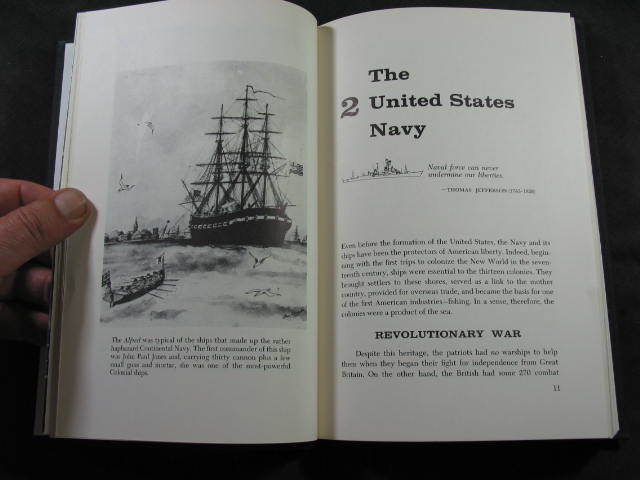 The Alfred was typical of the ships that made up the rather
haphazard Continental Navy. The first commander of this ship
was John Paul Jones and, carrying thirty cannon plus a few
small guns and mortar, she was one of the most-powerful
Colonial ships.
2
The
United States
Navy
Naval force can never
undermine our liberties.
—THOMAS JEFFERSON (1785–1826)
Even before the formation of the United States, the Navy and its
ships have been the protectors of American liberty. Indeed, begin-
ning with the first trips to colonize the New World in the seven-
teenth century, ships were essential to the thirteen colonies. They
brought settlers to these shores, served as a link to the mother
country, provided for overseas trade, and became the basis for one
of the first American industries—fishing. In a sense, therefore, the
colonies were a product of the sea.
REVOLUTIONARY WAR
Despite this heritage, the patriots had no warships to help
them when they began their fight for independence from Great
Britain. On the other hand, the British had some 270 combat
11